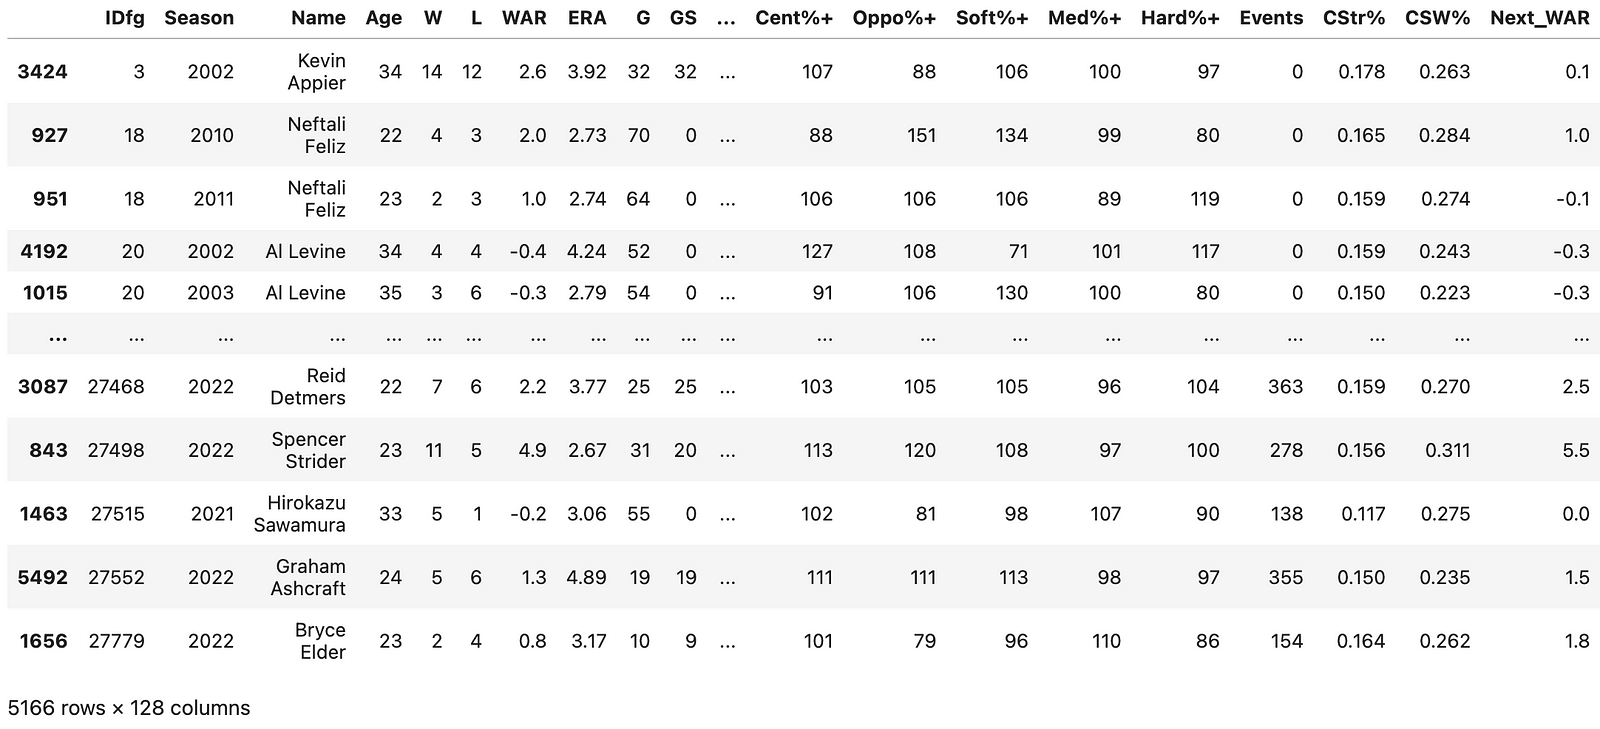 IDfg Season Name Age W L WAR ERA G GS ... Cent%+ Oppo%+ Soft%+ Med%+ Hard%+ Events CStr% CSW% Next_WAR
3424 3 2002 Kevin Appier 34 14 12 2.6 3.92 32 32 ... 107 88 106 100 97 0 0.178 0.263 0.1
927 18 2010 Neftali Feliz 22 4 3 2.0 2.73 70 0 ... 88 151 134 99 80 0 0.165 0.284 1.0
951 18 2011 Neftali Feliz 23 2 3 1.0 2.74 64 0 ... 106 106 106 89 119 0 0.159 0.274 -0.1
4192 20 2002 Al Levine 34 4 4 -0.4 4.24 52 0 ... 127 108 71 101 117 0 0.159 0.243 -0.3
1015 20 2003 Al Levine 35 3 6 -0.3 2.79 54 0 ... 91 106 130 100 80 0 0.150 0.223 -0.3
... ... ... ... ... ... ... ... ... ... ... ... ... ... ... ... ... ... ... ... ...
3087 27468 2022 Reid Detmers 22 7 6 2.2 3.77 25 25 ... 103 105 105 96 104 363 0.159 0.270 2.5
843 27498 2022 Spencer Strider 23 11 5 4.9 2.67 31 20 ... 113 120 108 97 100 278 0.156 0.311 5.5
1463 27515 2021 Hirokazu Sawamura 33 5 1 -0.2 3.06 55 0 ... 102 81 98 107 90 138 0.117 0.275 0.0
5492 27552 2022 Graham Ashcraft 24 5 6 1.3 4.89 19 19 ... 111 111 113 98 97 355 0.150 0.235 1.5
1656 27779 2022 Bryce Elder 23 2 4 0.8 3.17 10 9 ... 101 79 96 110 86 154 0.164 0.262 1.8
5166 rows × 128 columns